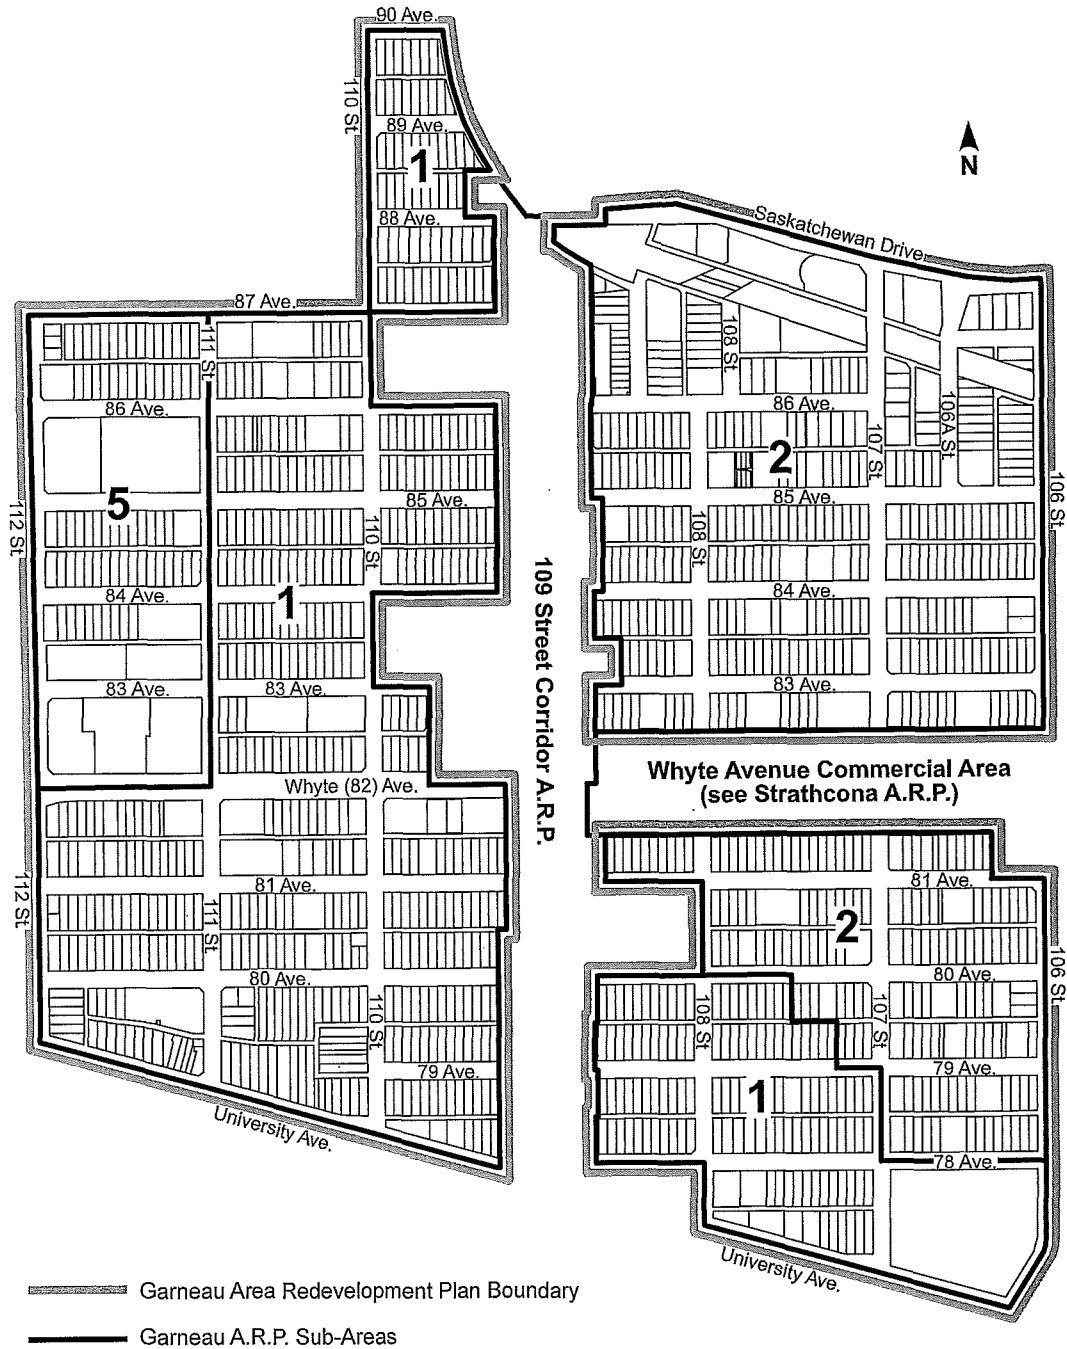 90 Ave.
110 St.
89 Ave.
1
88 Ave.
N
Saskatchewan Drive
87 Ave.
111 St.
108 St.
86 Ave.
86 Ave.
107 St.
106A St.
2
5
85 Ave.
85 Ave.
112 St.
110 St.
108 St.
106 St.
109 Street Corridor A.R.P.
84 Ave.
1
84 Ave.
83 Ave.
83 Ave.
83 Ave.
Whyte (82) Ave.
Whyte Avenue Commercial Area
(see Strathcona A.R.P.)
112 St.
81 Ave.
81 Ave.
111 St.
2
80 Ave.
80 Ave.
106 St.
110 St.
108 St.
107 St.
79 Ave.
79 Ave.
1
University Ave.
78 Ave.
University Ave.
Garneau Area Redevelopment Plan Boundary
Garneau A.R.P. Sub-Areas